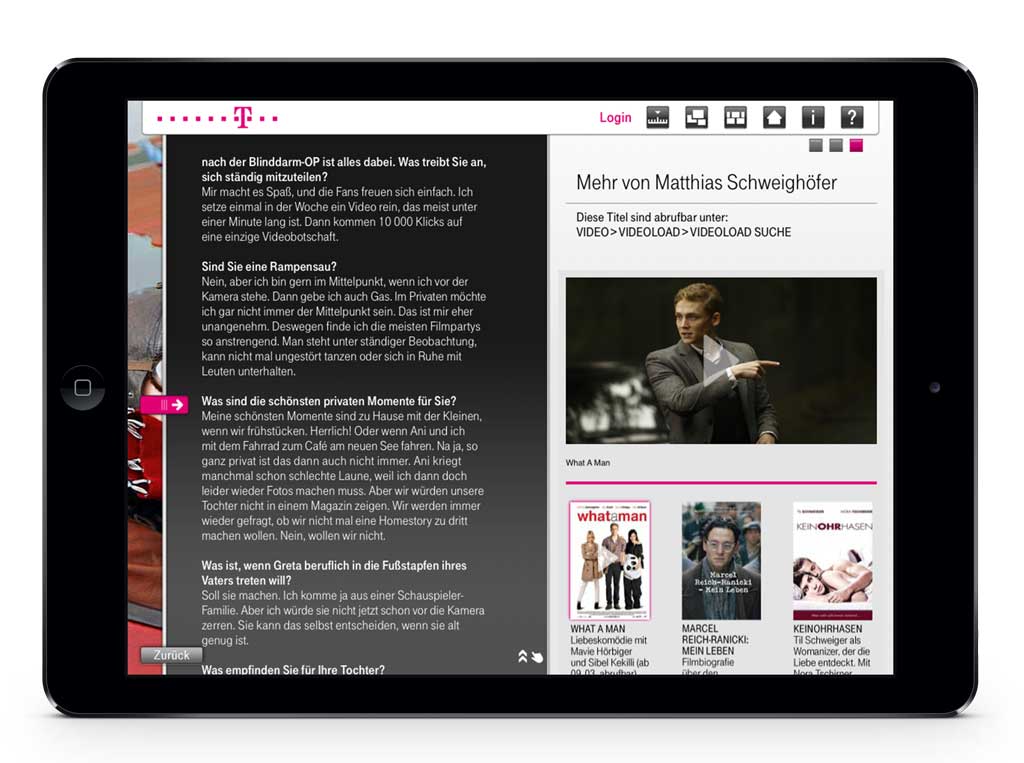 T
Login
i
?
nach der Blinddarm-OP ist alles dabei. Was treibt Sie an,
sich ständig mitzuteilen?
Mir macht es Spaß, und die Fans freuen sich einfach. Ich
setze einmal in der Woche ein Video rein, das meist unter
einer Minute lang ist. Dann kommen 10 000 Klicks auf
eine einzige Videobotschaft.
Sind Sie eine Rampensau?
Nein, aber ich bin gern im Mittelpunkt, wenn ich vor der
Kamera stehe. Dann gebe ich auch Gas. Im Privaten möchte
ich gar nicht immer der Mittelpunkt sein. Das ist mir eher
unangenehm. Deswegen finde ich die meisten Filmpartys
so anstrengend. Man steht unter ständiger Beobachtung,
kann nicht mal ungestört tanzen oder sich in Ruhe mit
Leuten unterhalten.
Was sind die schönsten privaten Momente für Sie?
Meine schönsten Momente sind zu Hause mit der Kleinen,
wenn wir frühstücken. Herrlich! Oder wenn Ani und ich
mit dem Fahrrad zum Café am neuen See fahren. Na ja, so
ganz privat ist das dann auch nicht immer. Ani kriegt
manchmal schon schlechte Laune, weil ich dann doch
leider wieder Fotos machen muss. Aber wir würden unsere
Tochter nicht in einem Magazin zeigen. Wir werden immer
wieder gefragt, ob wir nicht mal eine Homestory zu dritt
machen wollen. Nein, wollen wir nicht.
Was ist, wenn Greta beruflich in die Fußstapfen ihres
Vaters treten will?
Soll sie machen. Ich komme ja aus einer Schauspieler-
Familie. Aber ich würde sie nicht jetzt schon vor die Kamera
zerren. Sie kann das selbst entscheiden, wenn sie alt
genug ist.
Was empfinden Sie für Ihre Tochter?
Zurück
Mehr von Matthias Schweighöfer
Diese Titel sind abrufbar unter:
VIDEO > VIDEOLOAD > VIDEOLOAD SUCHE
What A Man
whataman
Marcel
Reich-Ranicki
- Mein Leben
TIL SCHWEIGER NORA TSCHIRNER
KEINOHRHASEN
WHAT A MAN
Liebeskomödie mit
Mavie Hörbiger
und Sibel Kekilli (ab
09.03. abrufbar)
MARCEL
REICH-RANICKI:
MEIN LEBEN
Filmbiografie
über den
KEINOHRHASEN
Til Schweiger als
Womanizer, der die
Liebe entdeckt. Mit
Nora Tschirner